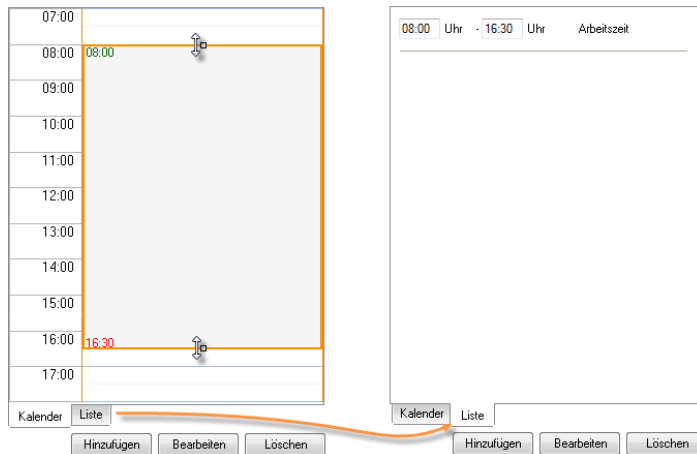 07:00
08:00 08:00
09:00
10:00
11:00
12:00
13:00
14:00
15:00
16:00 16:30
17:00
Kalender Liste
Hinzufügen Bearbeiten Löschen
08:00 Uhr - 16:30 Uhr Arbeitszeit
Kalender Liste
Hinzufügen Bearbeiten Löschen